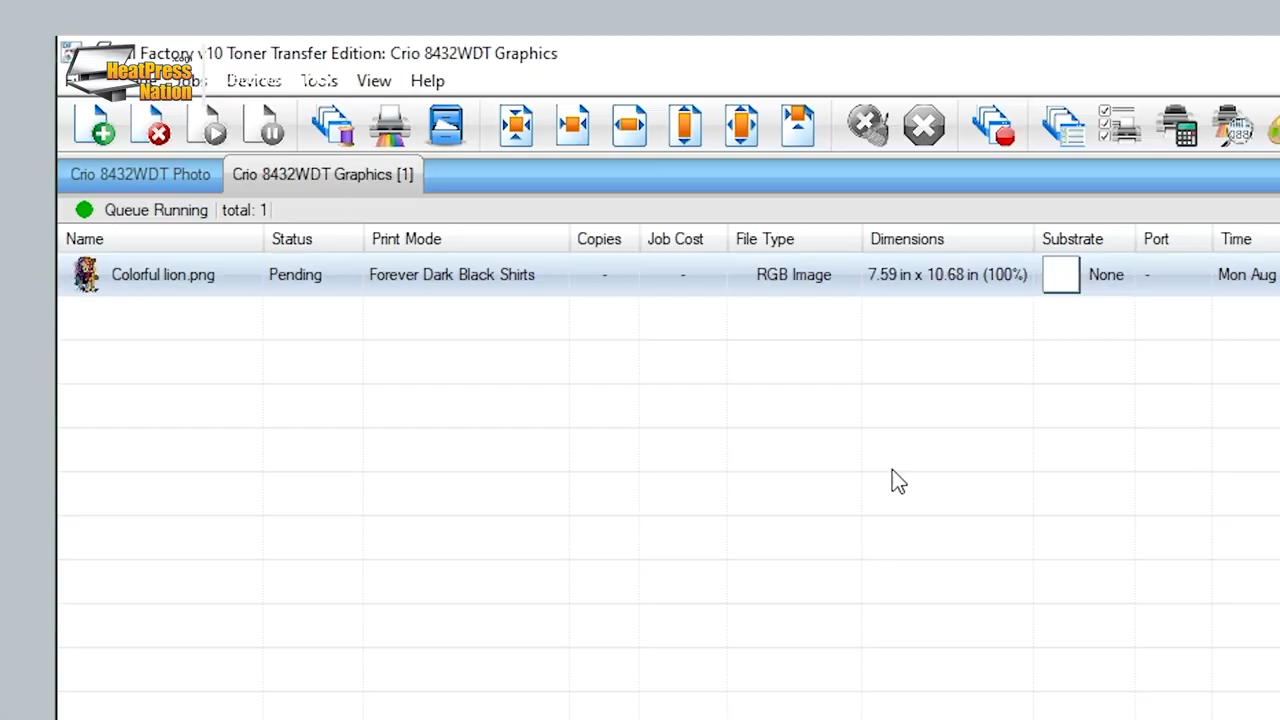 Factory v10 Toner Transfer Edition: Crio 8432WDT Graphics
HeatPress
.com
Nation
Devices Tools View Help
Crio 8432WDT Photo Crio 8432WDT Graphics [1]
Queue Running total: 1
Name Status Print Mode Copies Job Cost File Type Dimensions Substrate Port Time
Colorful lion.png Pending Forever Dark Black Shirts - - RGB Image 7.59 in x 10.68 in (100%) None - Mon Aug